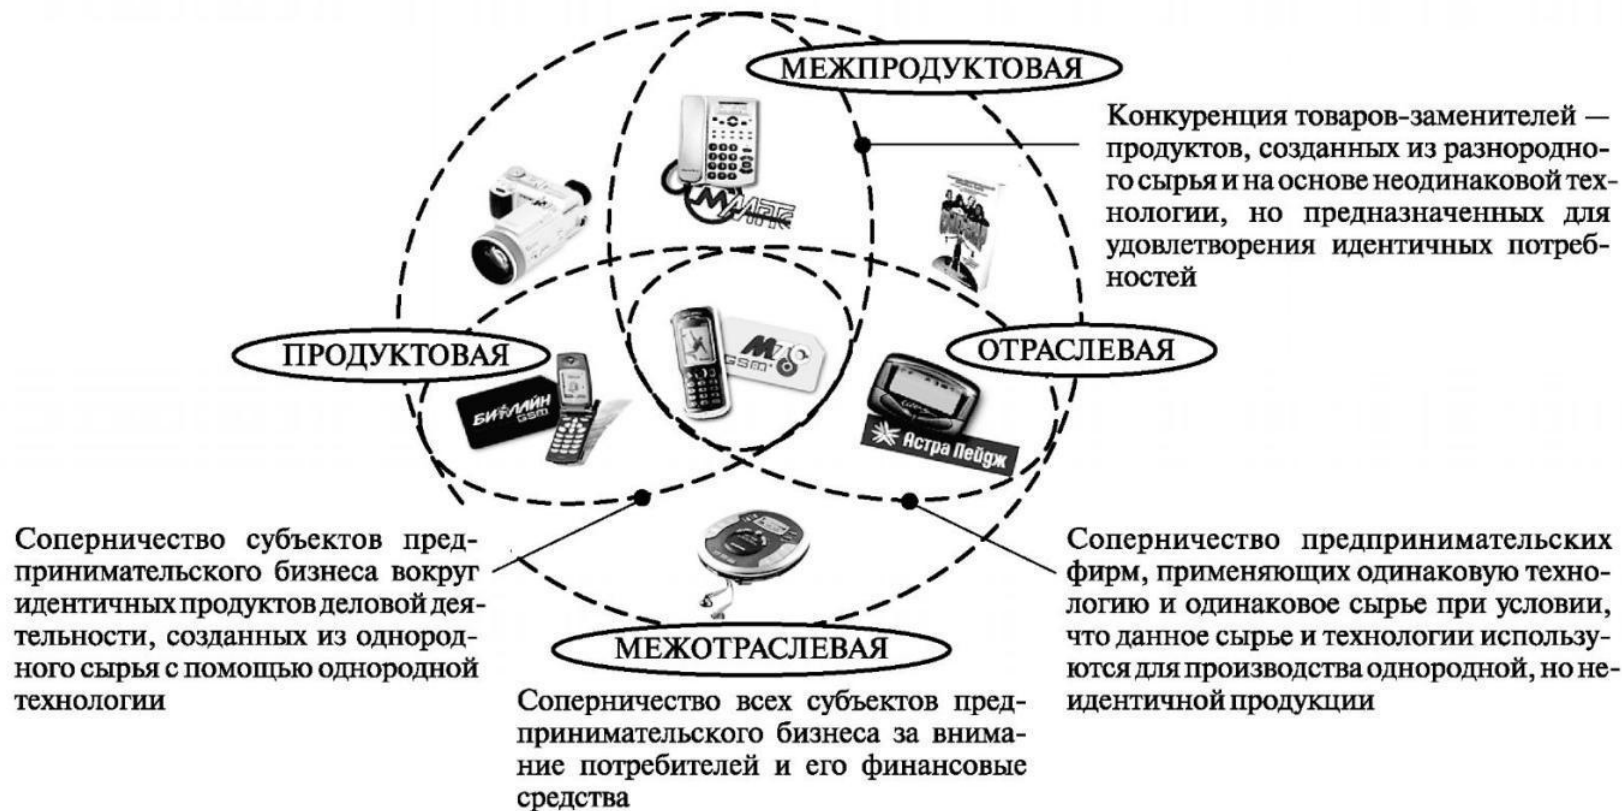 МЕЖПРОДУКТОВАЯ
Конкуренция товаров-заменителей —
продуктов, созданных из разнородно-
го сырья и на основе неодинаковой тех-
нологии, но предназначенных для
удовлетворения идентичных потреб-
ностей
ПРОДУКТОВАЯ
ОТРАСЛЕВАЯ
МТС
GSM
БИЛАЙН
GSM
Астра Пейдж
Соперничество субъектов пред-
принимательского бизнеса вокруг
идентичных продуктов деловой дея-
тельности, созданных из однород-
ного сырья с помощью однородной
технологии
Соперничество предпринимательских
фирм, применяющих одинаковую техно-
логию и одинаковое сырье при условии,
что данное сырье и технологии использу-
ются для производства однородной, но не-
идентичной продукции
МЕЖОТРАСЛЕВАЯ
Соперничество всех субъектов пред-
принимательского бизнеса за внима-
ние потребителей и его финансовые
средства